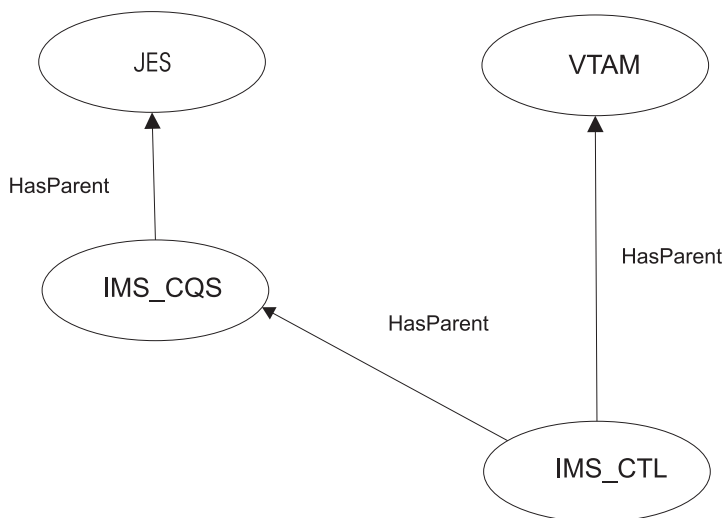 JES
VTAM
HasParent
HasParent
IMS_CQS
HasParent
IMS_CTL